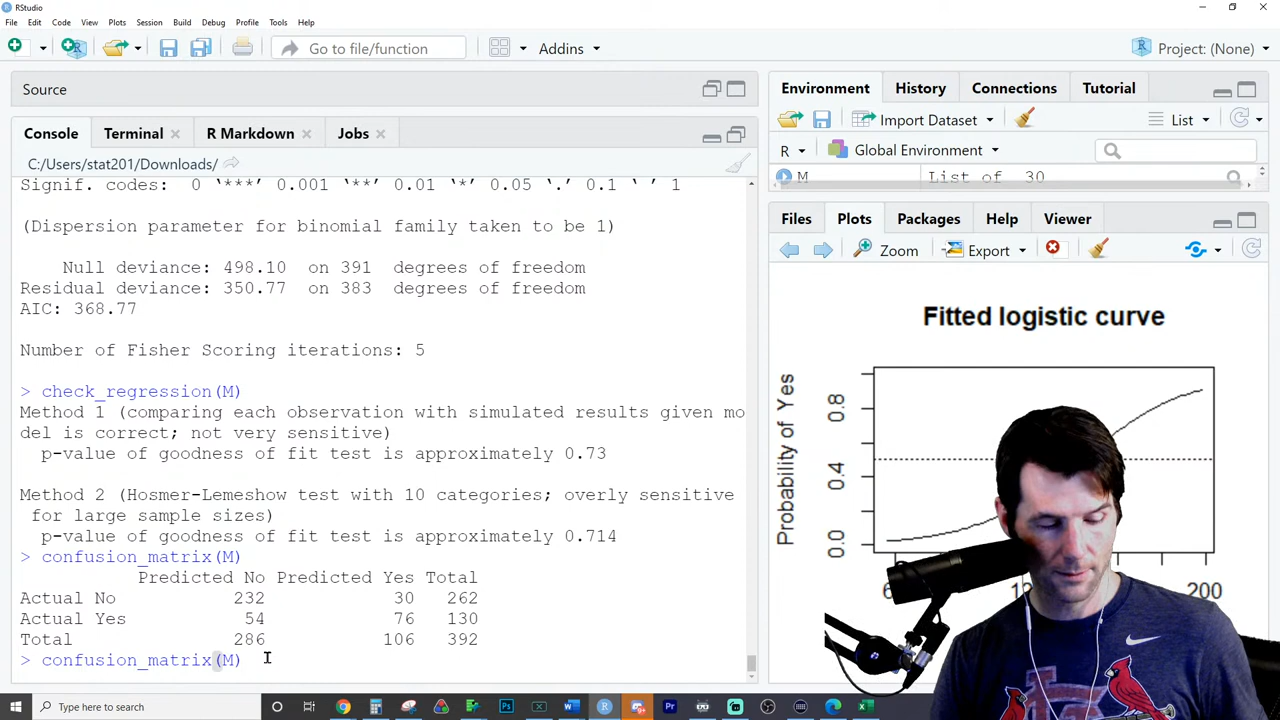 RStudio
File Edit Code View Plots Session Build Debug Profile Tools Help
Go to file/function
Addins
Project: (None)
Source
Console Terminal R Markdown Jobs
C:/Users/stat201/Downloads/
Signif. codes:  0 ‘***’ 0.001 ‘**’ 0.01 ‘*’ 0.05 ‘.’ 0.1 ‘ ’ 1
(Dispersion parameter for binomial family taken to be 1)
Null deviance: 498.10  on 391  degrees of freedom
Residual deviance: 350.77  on 383  degrees of freedom
AIC: 368.77
Number of Fisher Scoring iterations: 5
> check_regression(M)
Method 1 (comparing each observation with simulated results given mo
del is correct; not very sensitive)
p-value of goodness of fit test is approximately 0.73
Method 2 (Hosmer-Lemeshow test with 10 categories; overly sensitive
for large sample sizes)
p-value of goodness of fit test is approximately 0.714
> confusion_matrix(M)
Predicted No Predicted Yes Total
Actual No 232 30 262
Actual Yes 54 76 130
Total 286 106 392
> confusion_matrix(M)
Environment History Connections Tutorial
Import Dataset
List
R
Global Environment
M List of 30
Files Plots Packages Help Viewer
Zoom Export
Fitted logistic curve
Probability of Yes
0.8
0.4
0.0
200
Type here to search